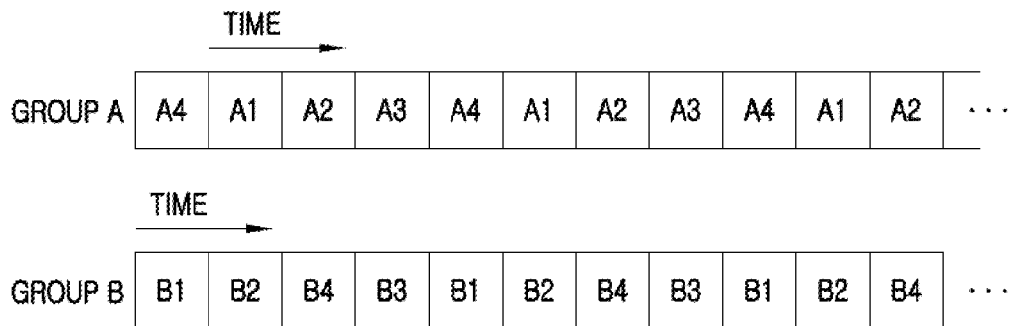 TIME
GROUP A A4 A1 A2 A3 A4 A1 A2 A3 A4 A1 A2 ...
TIME
GROUP B B1 B2 B4 B3 B1 B2 B4 B3 B1 B2 B4 ...